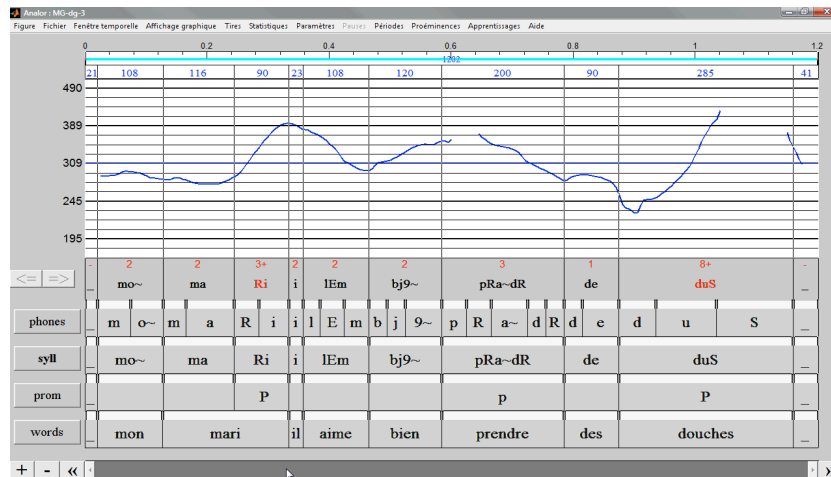 Analor : MG-dg-3
Figure Fichier Fenêtre temporelle Affichage graphique Tires Statistiques Paramètres Pauses Périodes Proéminences Apprentissages Aide
0 0.2 0.4 0.6 0.8 1 1.2
1202
21 108 116 90 23 108 120 200 90 285 41
490
389
309
245
195
- 2 2 3+ 2 2 2 3 1 8+ -
<= => _ mo~ ma Ri i lEm bj9~ pRa~dR de duS _
phones _ m o~ m a R i i l E m b j 9~ p R a~ d R d e d u S _
syll _ mo~ ma Ri i lEm bj9~ pRa~dR de duS _
prom _ P p P _
words _ mon mari il aime bien prendre des douches _
+ - «